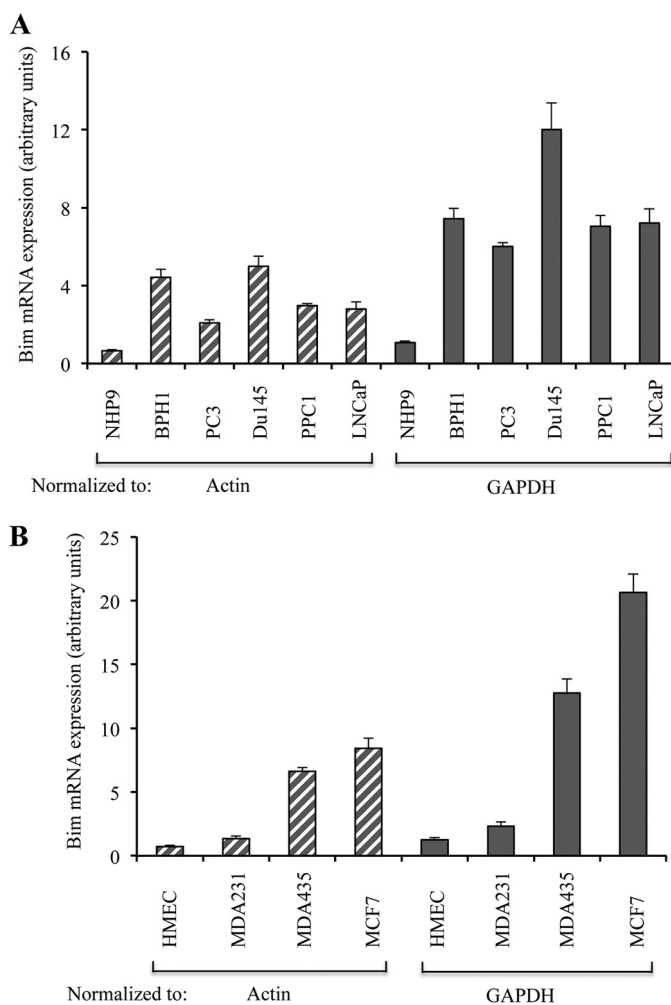 A
Bim mRNA expression (arbitrary units)
16
12
8
4
0
NHP9
BPH1
PC3
Du145
PPC1
LNCaP
NHP9
BPH1
PC3
Du145
PPC1
LNCaP
Normalized to: Actin GAPDH
B
Bim mRNA expression (arbitrary units)
25
20
15
10
5
0
HMEC
MDA231
MDA435
MCF7
HMEC
MDA231
MDA435
MCF7
Normalized to: Actin GAPDH